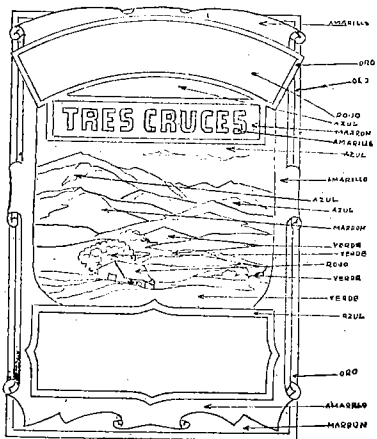 AMARILLO
ORO
ORO
ROJO
AZUL
TRES CRUCES
MARRON
AMARILLO
AZUL
AMARILLO
AZUL
AZUL
MARRON
VERDE
VERDE
ROJO
VERDE
VERDE
AZUL
ORO
AMARILLO
MARRON